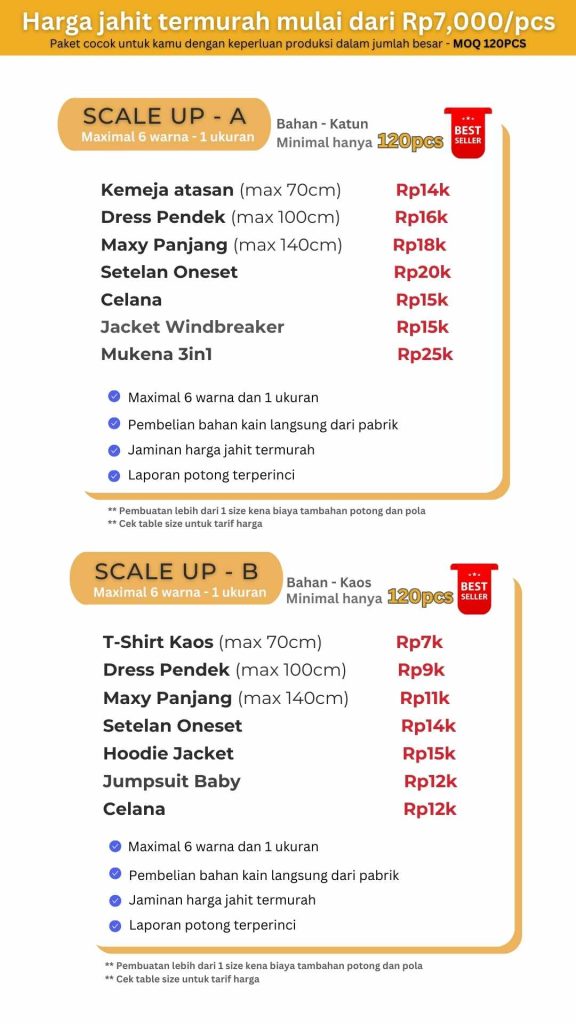 Harga jahit termurah mulai dari Rp7,000/pcs
Paket cocok untuk kamu dengan keperluan produksi dalam jumlah besar - MOQ 120PCS
SCALE UP - A
Maximal 6 warna - 1 ukuran
Bahan - Katun
Minimal hanya 120pcs
BEST
SELLER
Kemeja atasan (max 70cm) Rp14k
Dress Pendek (max 100cm) Rp16k
Maxy Panjang (max 140cm) Rp18k
Setelan Oneset Rp20k
Celana Rp15k
Jacket Windbreaker Rp15k
Mukena 3in1 Rp25k
Maximal 6 warna dan 1 ukuran
Pembelian bahan kain langsung dari pabrik
Jaminan harga jahit termurah
Laporan potong terperinci
** Pembuatan lebih dari 1 size kena biaya tambahan potong dan pola
** Cek table size untuk tarif harga
SCALE UP - B
Maximal 6 warna - 1 ukuran
Bahan - Kaos
Minimal hanya 120pcs
BEST
SELLER
T-Shirt Kaos (max 70cm) Rp7k
Dress Pendek (max 100cm) Rp9k
Maxy Panjang (max 140cm) Rp11k
Setelan Oneset Rp14k
Hoodie Jacket Rp15k
Jumpsuit Baby Rp12k
Celana Rp12k
Maximal 6 warna dan 1 ukuran
Pembelian bahan kain langsung dari pabrik
Jaminan harga jahit termurah
Laporan potong terperinci
** Pembuatan lebih dari 1 size kena biaya tambahan potong dan pola
** Cek table size untuk tarif harga